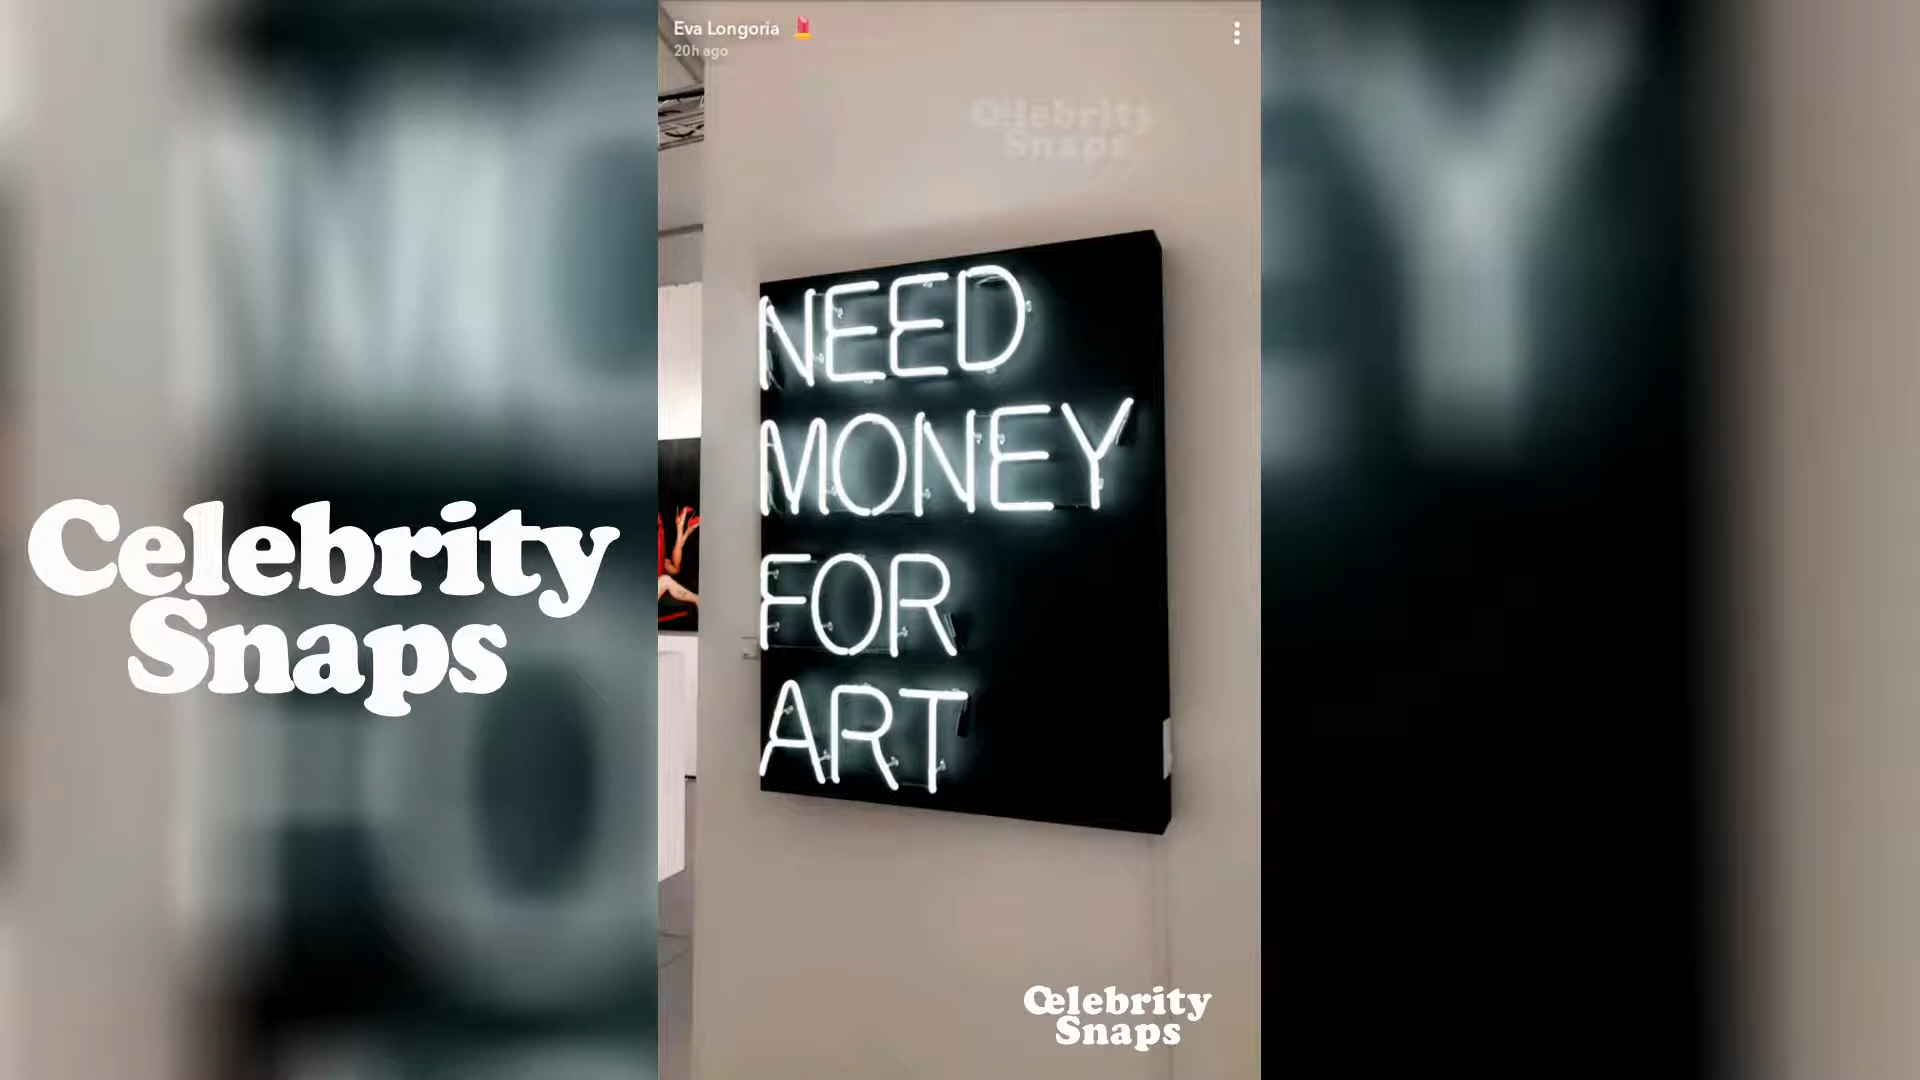 Eva Longoria
20h ago
Celebrity
Snaps
NEED
MONEY
FOR
ART
Celebrity
Snaps
Celebrity
Snaps